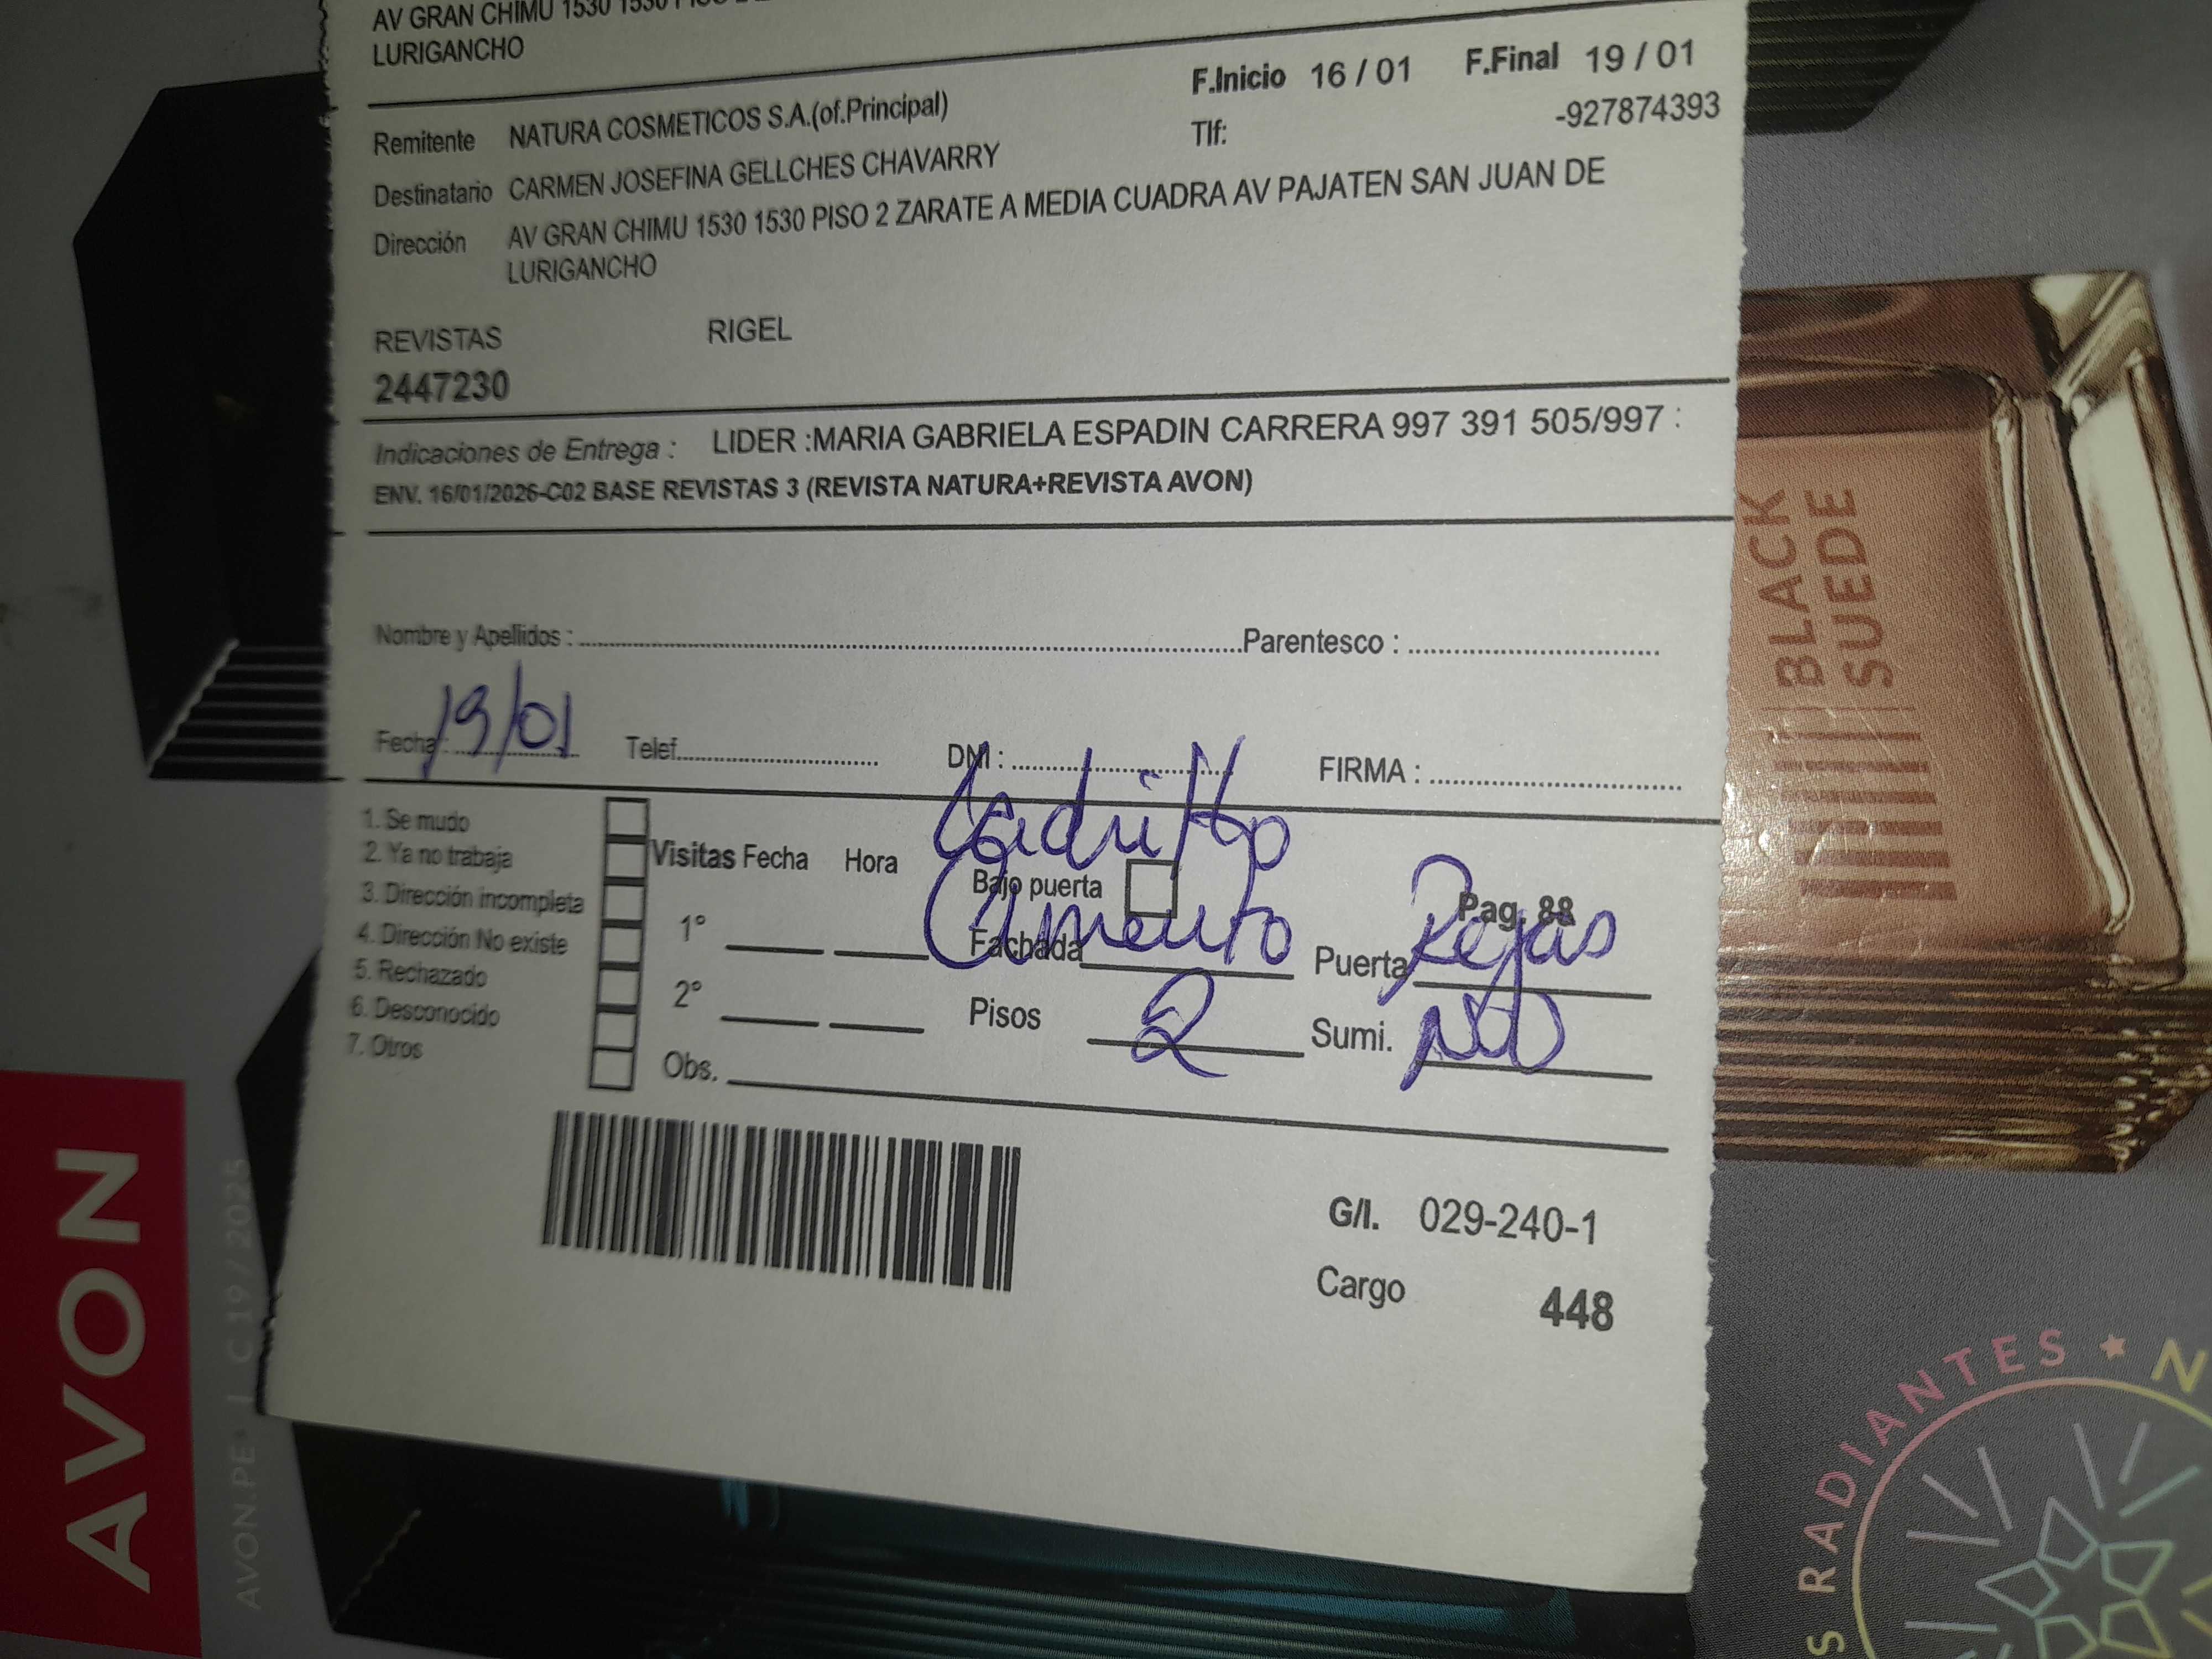 AV GRAN CHIMU 1530 1530 PISO
LURIGANCHO
F.Inicio 16 / 01 F.Final 19 / 01
Remitente NATURA COSMETICOS S.A.(of.Principal)
Tlf: -927874393
Destinatario CARMEN JOSEFINA GELLCHES CHAVARRY
Dirección AV GRAN CHIMU 1530 1530 PISO 2 ZARATE A MEDIA CUADRA AV PAJATEN SAN JUAN DE
LURIGANCHO
REVISTAS RIGEL
2447230
Indicaciones de Entrega : LIDER :MARIA GABRIELA ESPADIN CARRERA 997 391 505/997 :
ENV. 16/01/2026-C02 BASE REVISTAS 3 (REVISTA NATURA+REVISTA AVON)
Nombre y Apellidos : Parentesco :
Fecha : 19/01 Telef. DNI : FIRMA :
1. Se mudo
2. Ya no trabaja
3. Dirección incompleta
4. Dirección No existe
5. Rechazado
6. Desconocido
7. Otros
Visitas Fecha Hora
1°
2°
Obs.
Ladrillo
Bajo puerta
Pag. 88
Fachada Cimento Puerta Rejas
Pisos 2 Sumi. NO
G/I. 029-240-1
Cargo 448
BLACK
SUEDE
AVON
AVON.PE | C 19 / 2025
S RADIANTES ★ N